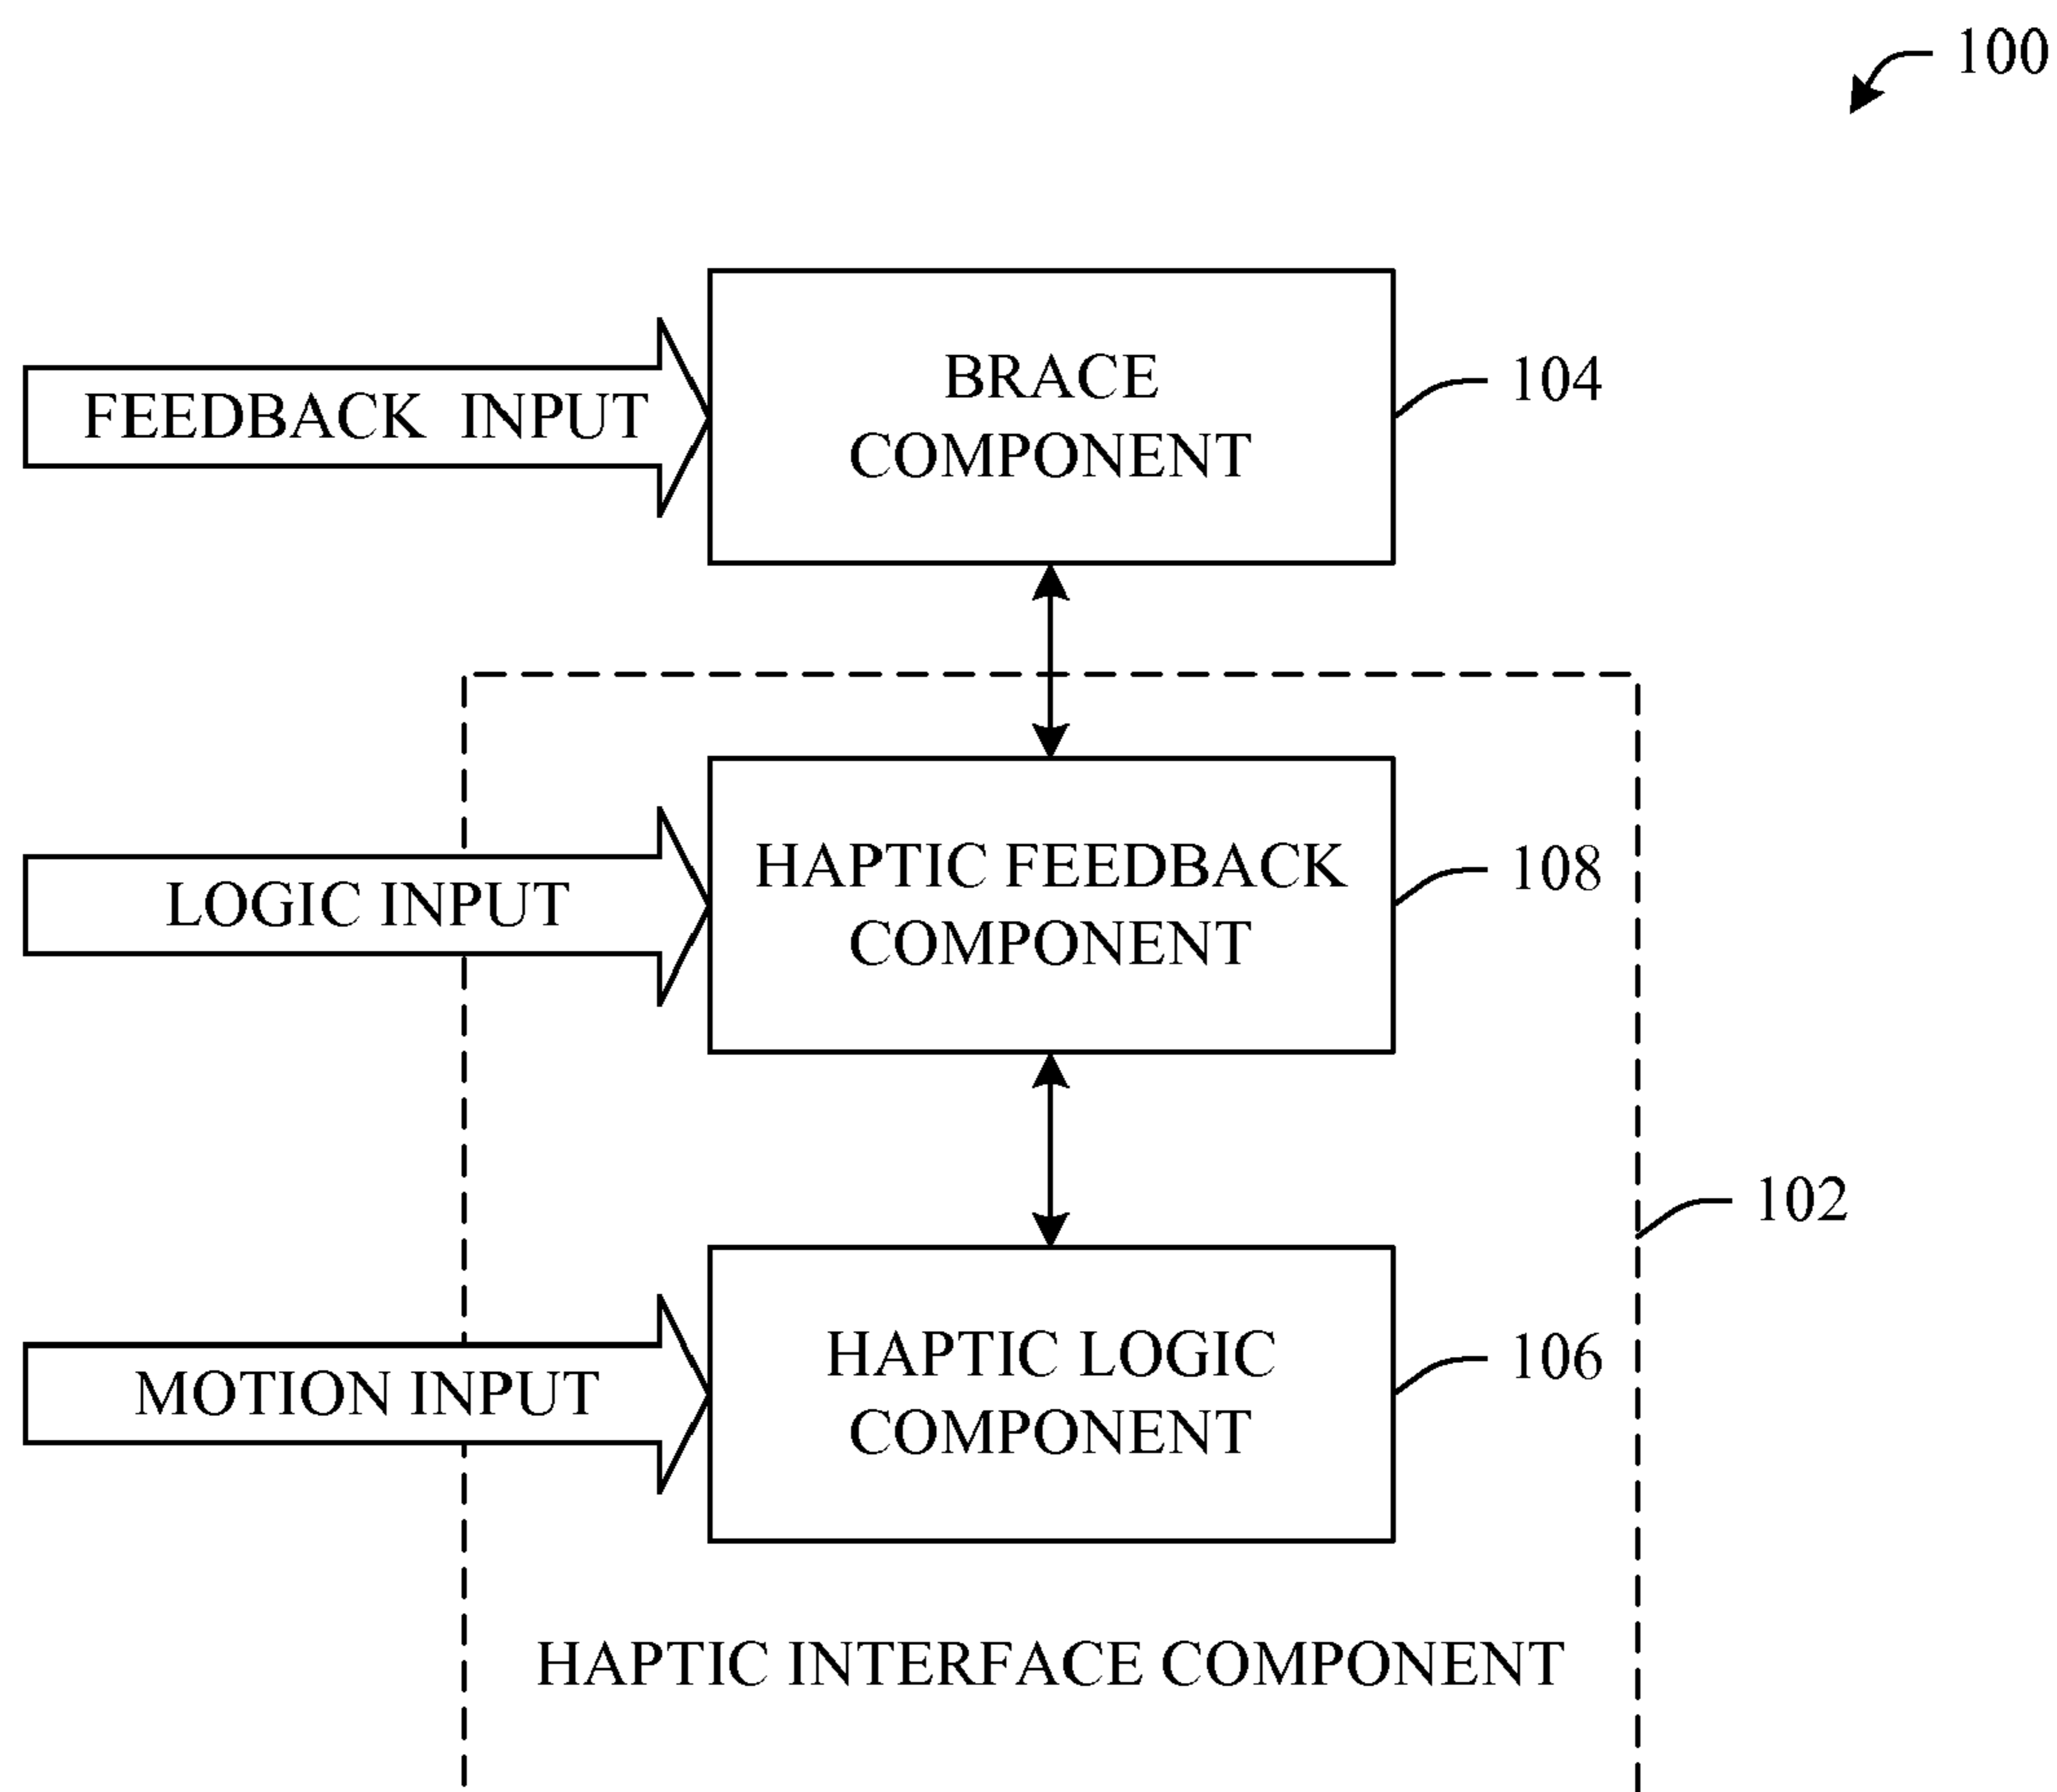 100
FEEDBACK INPUT
BRACE
COMPONENT
104
LOGIC INPUT
HAPTIC FEEDBACK
COMPONENT
108
102
MOTION INPUT
HAPTIC LOGIC
COMPONENT
106
HAPTIC INTERFACE COMPONENT